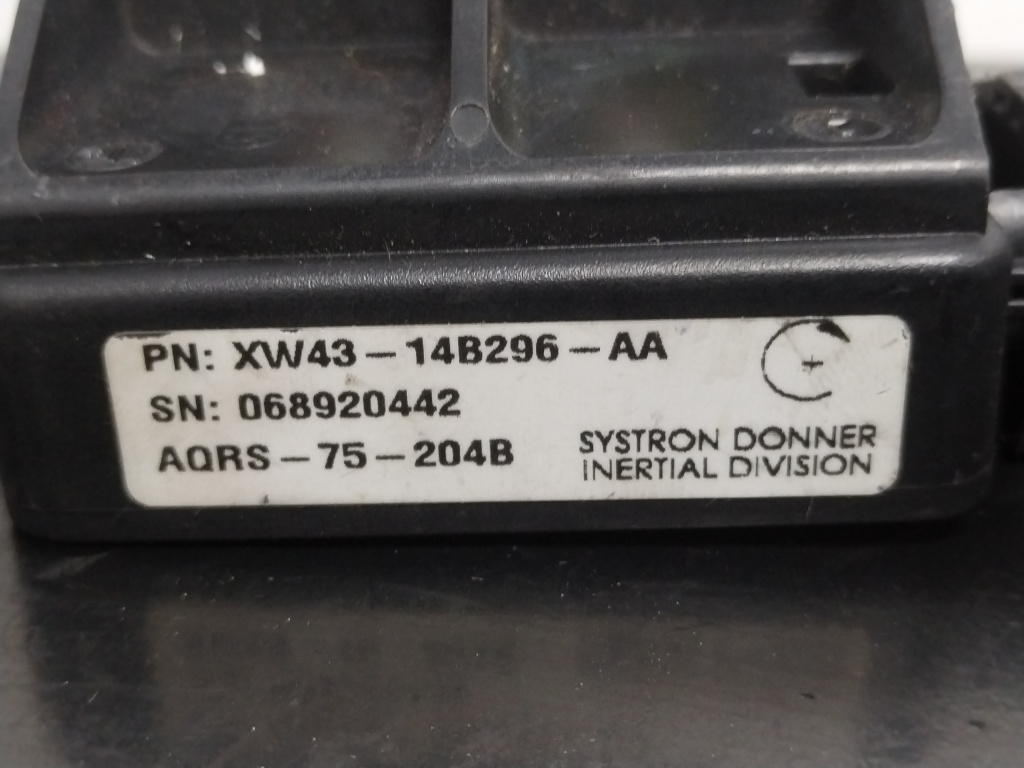 PN: XW43-14B296-AA
SN: 068920442
AQRS-75-204B
SYSTRON DONNER
INERTIAL DIVISION